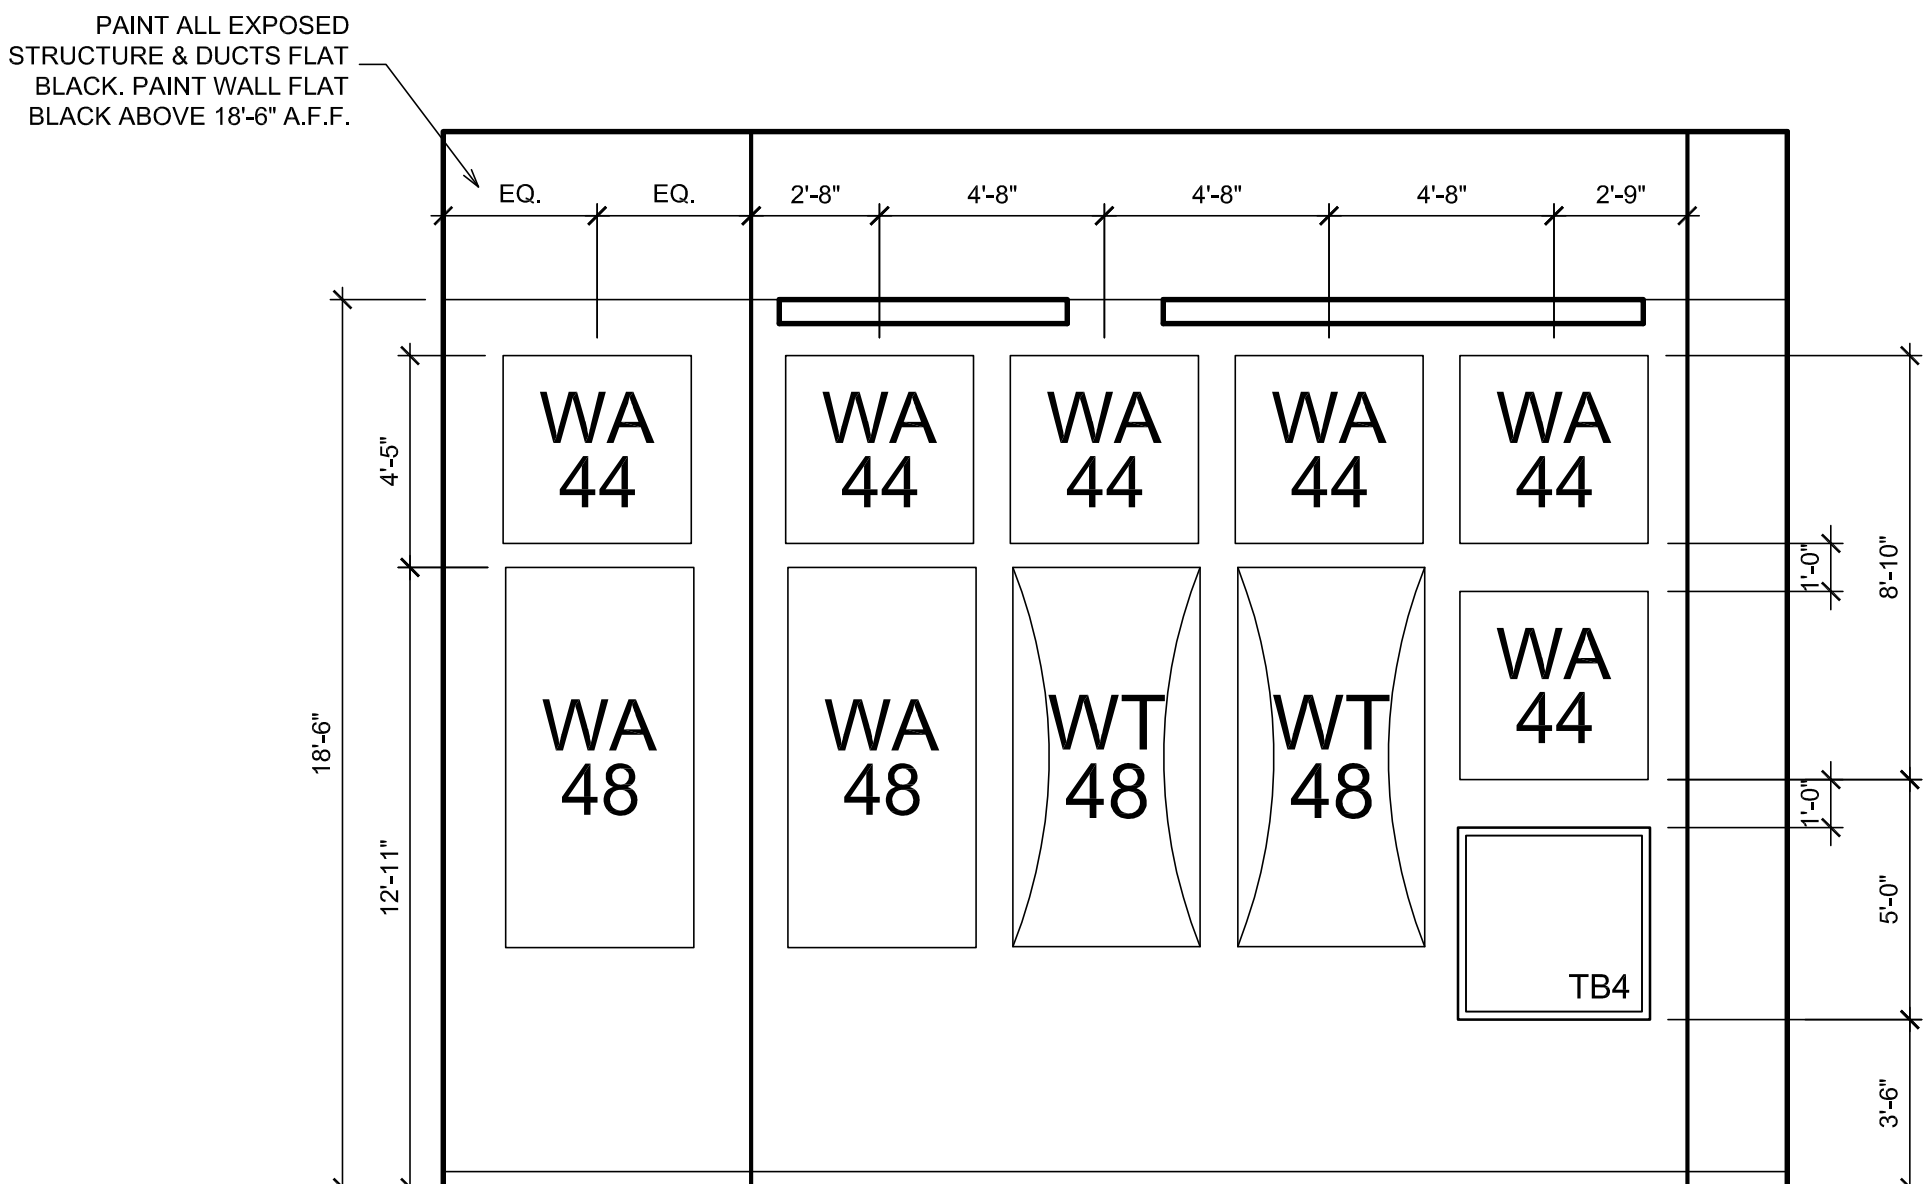 PAINT ALL EXPOSED
STRUCTURE & DUCTS FLAT
BLACK. PAINT WALL FLAT
BLACK ABOVE 18'-6" A.F.F.
EQ.
EQ.
2'-8"
4'-8"
4'-8"
4'-8"
2'-9"
WA
44
WA
44
WA
44
WA
44
WA
44
4'-5"
1'-0"
8'-10"
WA
44
WA
48
WA
48
WT
48
WT
48
18'-6"
1'-0"
12'-11"
5'-0"
TB4
3'-6"